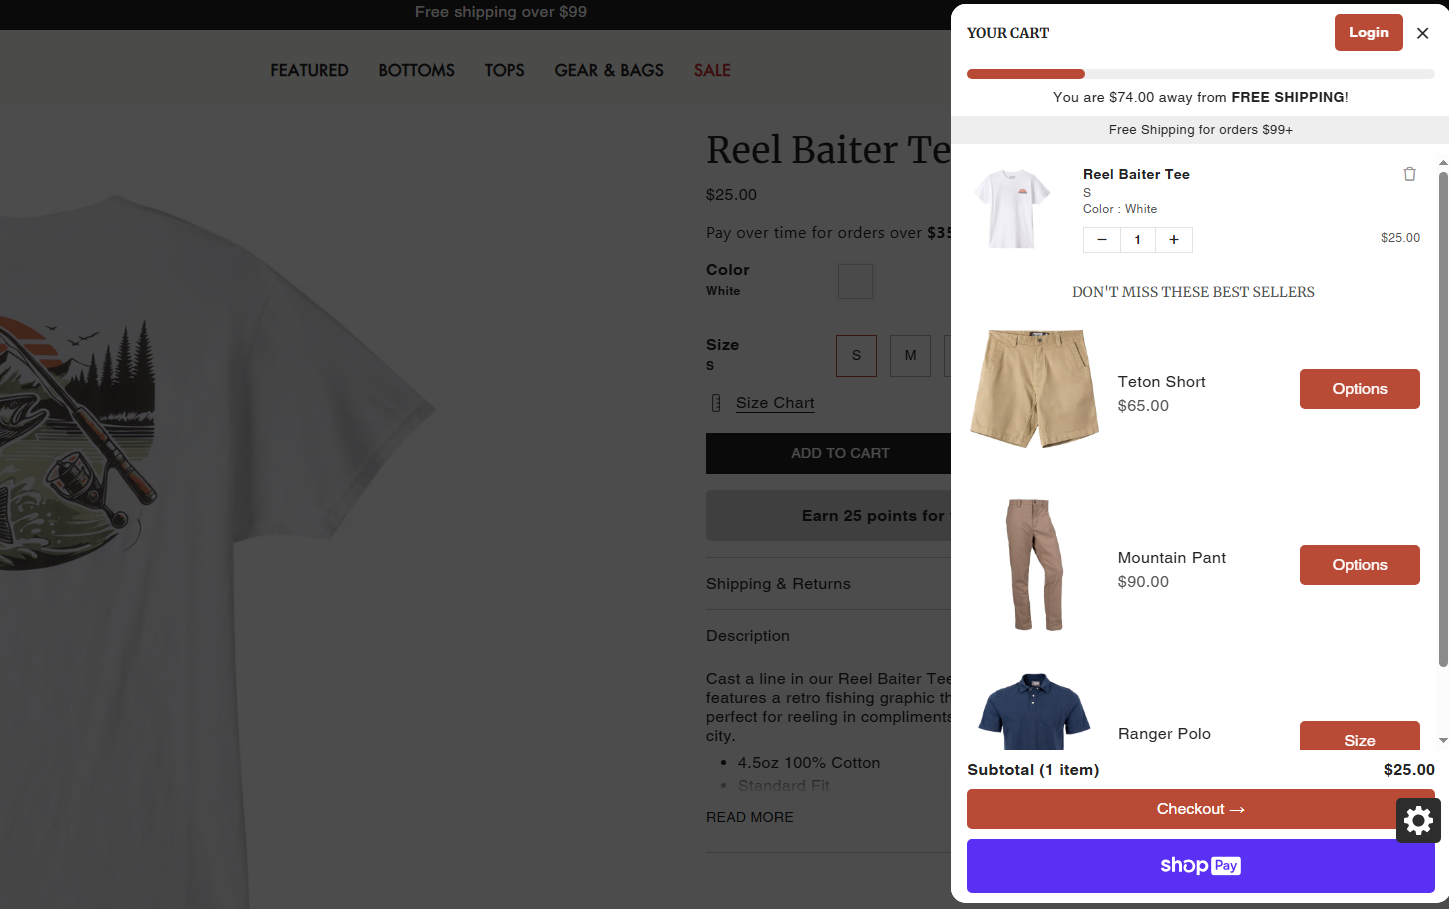 Free shipping over $99
FEATURED
BOTTOMS
TOPS
GEAR & BAGS
SALE
Reel Baiter Te
$25.00
Pay over time for orders over $35
Color
White
Size
S
S
M
Size Chart
ADD TO CART
Earn 25 points for
Shipping & Returns
Description
Cast a line in our Reel Baiter Tee
features a retro fishing graphic th
perfect for reeling in compliments
city.
• 4.5oz 100% Cotton
• Standard Fit
READ MORE
YOUR CART
Login
You are $74.00 away from FREE SHIPPING!
Free Shipping for orders $99+
Reel Baiter Tee
S
Color : White
− 1 +
$25.00
DON'T MISS THESE BEST SELLERS
Teton Short
$65.00
Options
Mountain Pant
$90.00
Options
Ranger Polo
Size
Subtotal (1 item)
$25.00
Checkout →
shop Pay